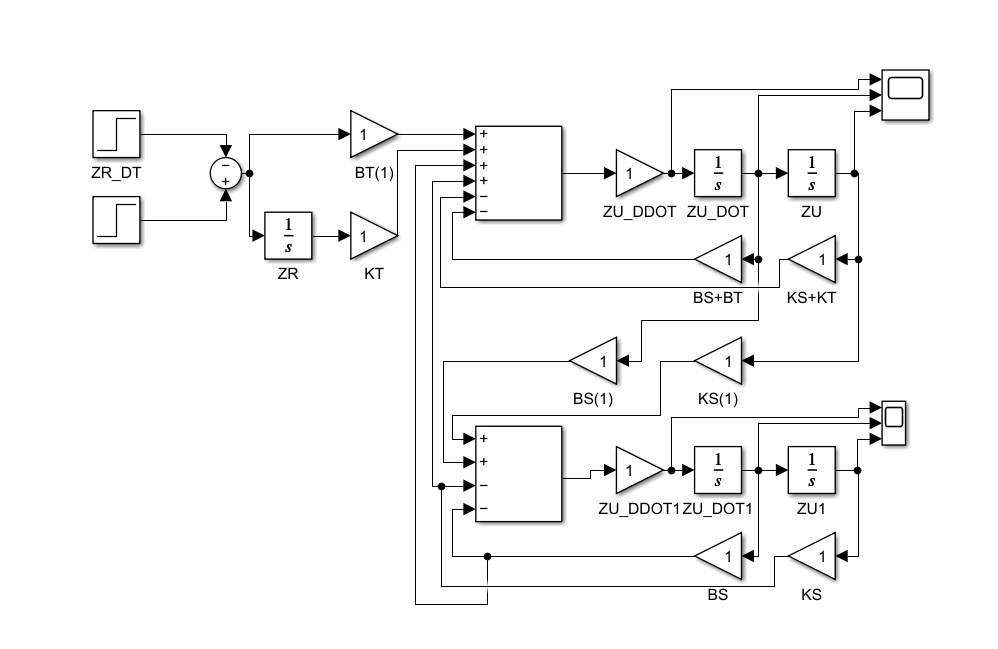 ZR_DT
−
+
1
BT(1)
1
s
ZR
1
KT
+
+
+
+
−
−
1
ZU_DDOT
1
s
ZU_DOT
1
s
ZU
1
BS+BT
1
KS+KT
1
BS(1)
1
KS(1)
+
+
−
−
1
ZU_DDOT1
1
s
ZU_DOT1
1
s
ZU1
1
BS
1
KS